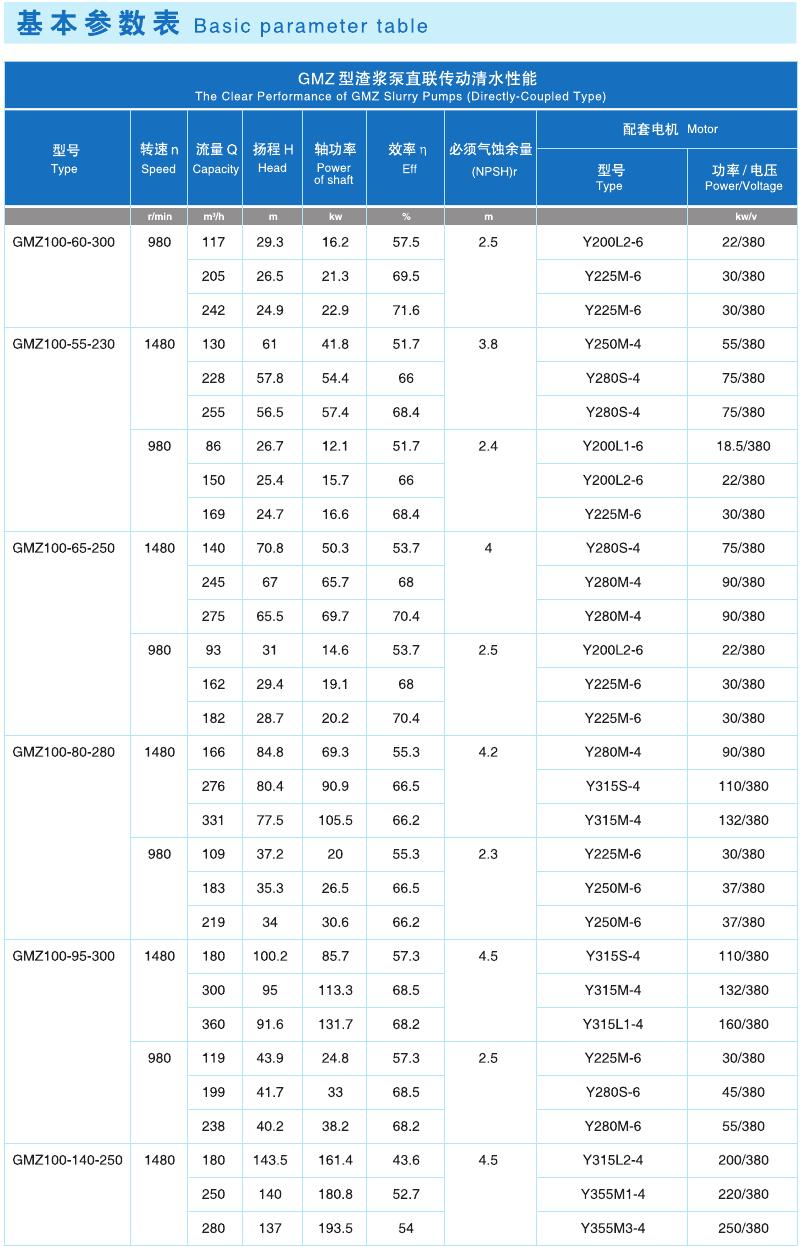 基本参数表 Basic parameter table
GMZ 型渣浆泵直联传动清水性能
The Clear Performance of GMZ Slurry Pumps (Directly-Coupled Type)
型号 Type 转速 n Speed 流量 Q Capacity 扬程 H Head 轴功率 Power of shaft 效率 η Eff 必须气蚀余量 (NPSH)r 配套电机 Motor
型号 Type 功率 / 电压 Power/Voltage
r/min m³/h m kw % m kw/v
GMZ100-60-300 980 117 29.3 16.2 57.5 2.5 Y200L2-6 22/380
205 26.5 21.3 69.5 Y225M-6 30/380
242 24.9 22.9 71.6 Y225M-6 30/380
GMZ100-55-230 1480 130 61 41.8 51.7 3.8 Y250M-4 55/380
228 57.8 54.4 66 Y280S-4 75/380
255 56.5 57.4 68.4 Y280S-4 75/380
980 86 26.7 12.1 51.7 2.4 Y200L1-6 18.5/380
150 25.4 15.7 66 Y200L2-6 22/380
169 24.7 16.6 68.4 Y225M-6 30/380
GMZ100-65-250 1480 140 70.8 50.3 53.7 4 Y280S-4 75/380
245 67 65.7 68 Y280M-4 90/380
275 65.5 69.7 70.4 Y280M-4 90/380
980 93 31 14.6 53.7 2.5 Y200L2-6 22/380
162 29.4 19.1 68 Y225M-6 30/380
182 28.7 20.2 70.4 Y225M-6 30/380
GMZ100-80-280 1480 166 84.8 69.3 55.3 4.2 Y280M-4 90/380
276 80.4 90.9 66.5 Y315S-4 110/380
331 77.5 105.5 66.2 Y315M-4 132/380
980 109 37.2 20 55.3 2.3 Y225M-6 30/380
183 35.3 26.5 66.5 Y250M-6 37/380
219 34 30.6 66.2 Y250M-6 37/380
GMZ100-95-300 1480 180 100.2 85.7 57.3 4.5 Y315S-4 110/380
300 95 113.3 68.5 Y315M-4 132/380
360 91.6 131.7 68.2 Y315L1-4 160/380
980 119 43.9 24.8 57.3 2.5 Y225M-6 30/380
199 41.7 33 68.5 Y280S-6 45/380
238 40.2 38.2 68.2 Y280M-6 55/380
GMZ100-140-250 1480 180 143.5 161.4 43.6 4.5 Y315L2-4 200/380
250 140 180.8 52.7 Y355M1-4 220/380
280 137 193.5 54 Y355M3-4 250/380